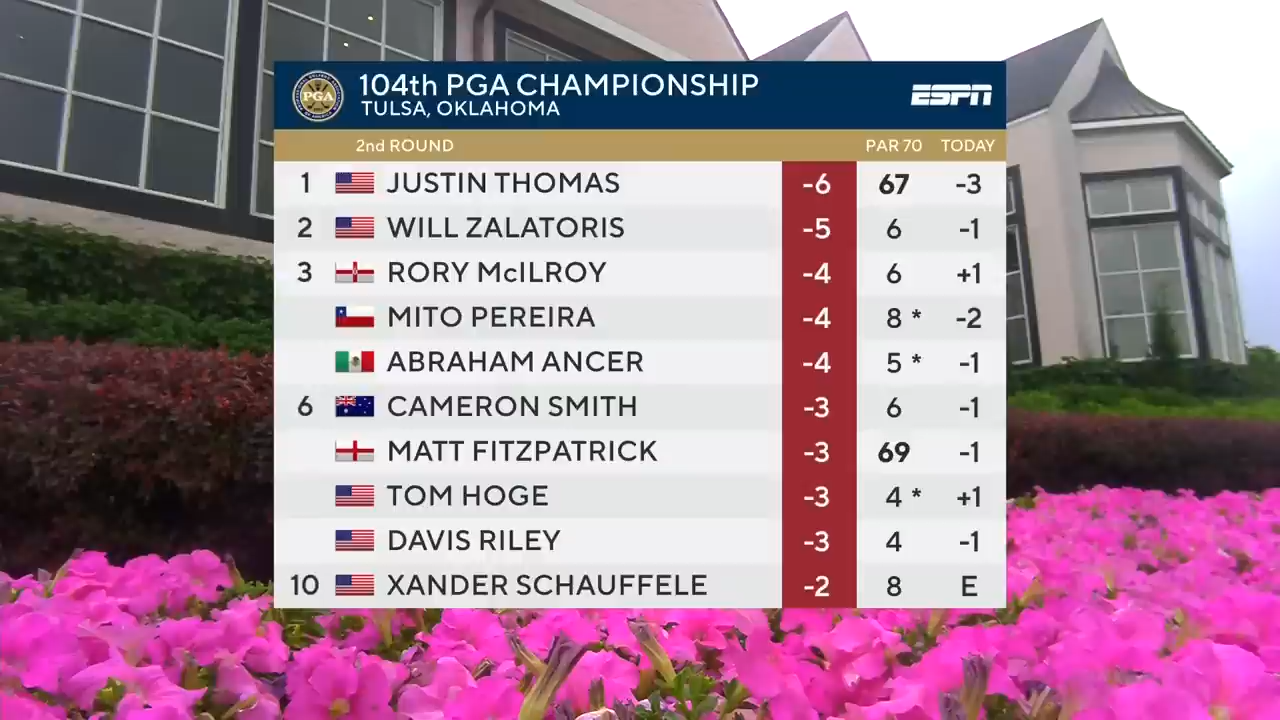 104th PGA CHAMPIONSHIP
PGA
TULSA, OKLAHOMA
ESPN
2nd ROUND PAR 70 TODAY
1 JUSTIN THOMAS -6 67 -3
2 WILL ZALATORIS -5 6 -1
3 RORY McILROY -4 6 +1
MITO PEREIRA -4 8 * -2
ABRAHAM ANCER -4 5 * -1
6 CAMERON SMITH -3 6 -1
MATT FITZPATRICK -3 69 -1
TOM HOGE -3 4 * +1
DAVIS RILEY -3 4 -1
10 XANDER SCHAUFFELE -2 8 E